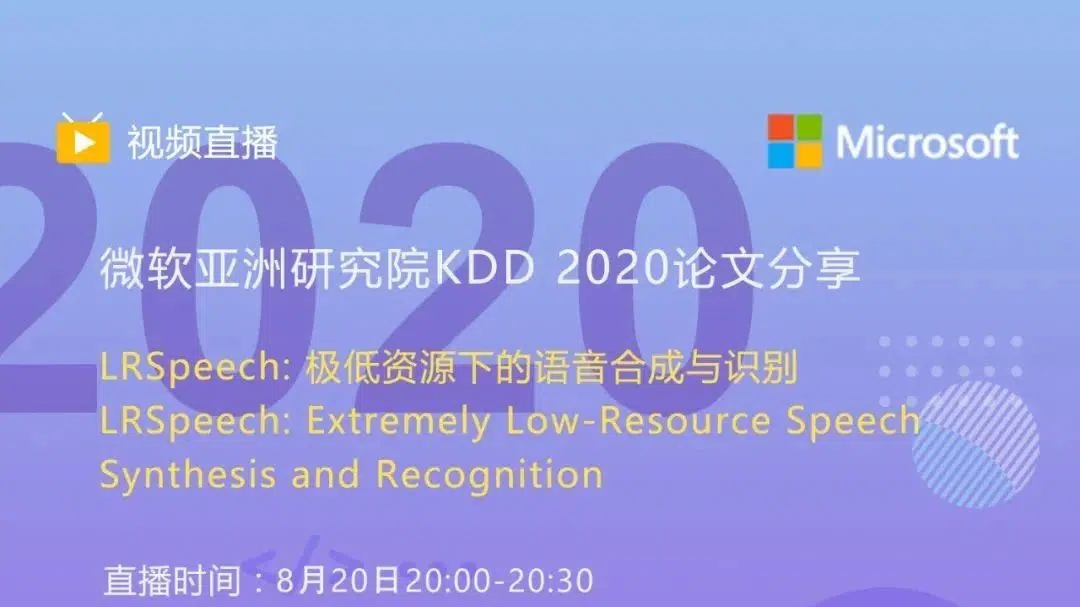 2020
视频直播
Microsoft
微软亚洲研究院KDD 2020论文分享
LRSpeech: 极低资源下的语音合成与识别
LRSpeech: Extremely Low-Resource Speech
Synthesis and Recognition
</>
直播时间：8月20日20:00-20:30